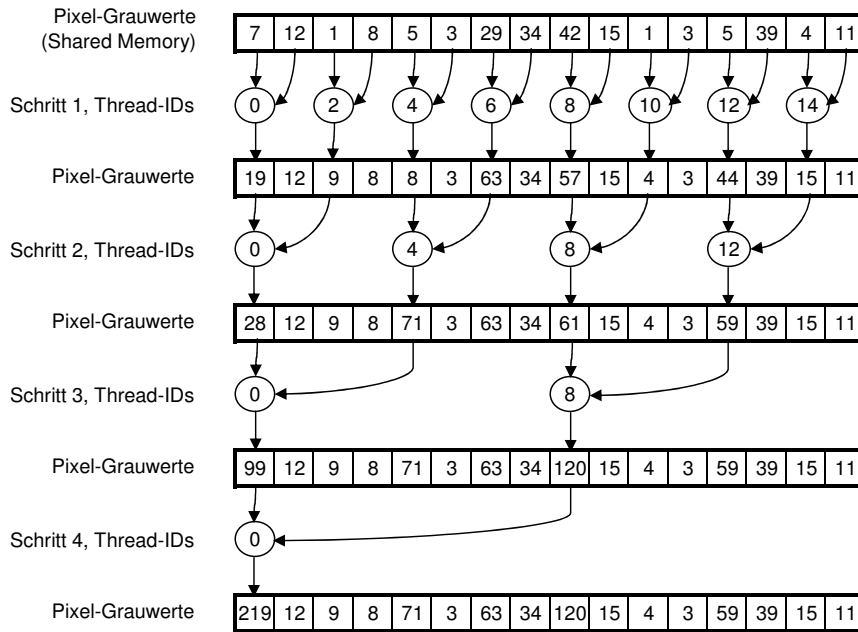 Pixel-Grauwerte
(Shared Memory)
7 12 1 8 5 3 29 34 42 15 1 3 5 39 4 11
Schritt 1, Thread-IDs
0 2 4 6 8 10 12 14
Pixel-Grauwerte
19 12 9 8 8 3 63 34 57 15 4 3 44 39 15 11
Schritt 2, Thread-IDs
0 4 8 12
Pixel-Grauwerte
28 12 9 8 71 3 63 34 61 15 4 3 59 39 15 11
Schritt 3, Thread-IDs
0 8
Pixel-Grauwerte
99 12 9 8 71 3 63 34 120 15 4 3 59 39 15 11
Schritt 4, Thread-IDs
0
Pixel-Grauwerte
219 12 9 8 71 3 63 34 120 15 4 3 59 39 15 11